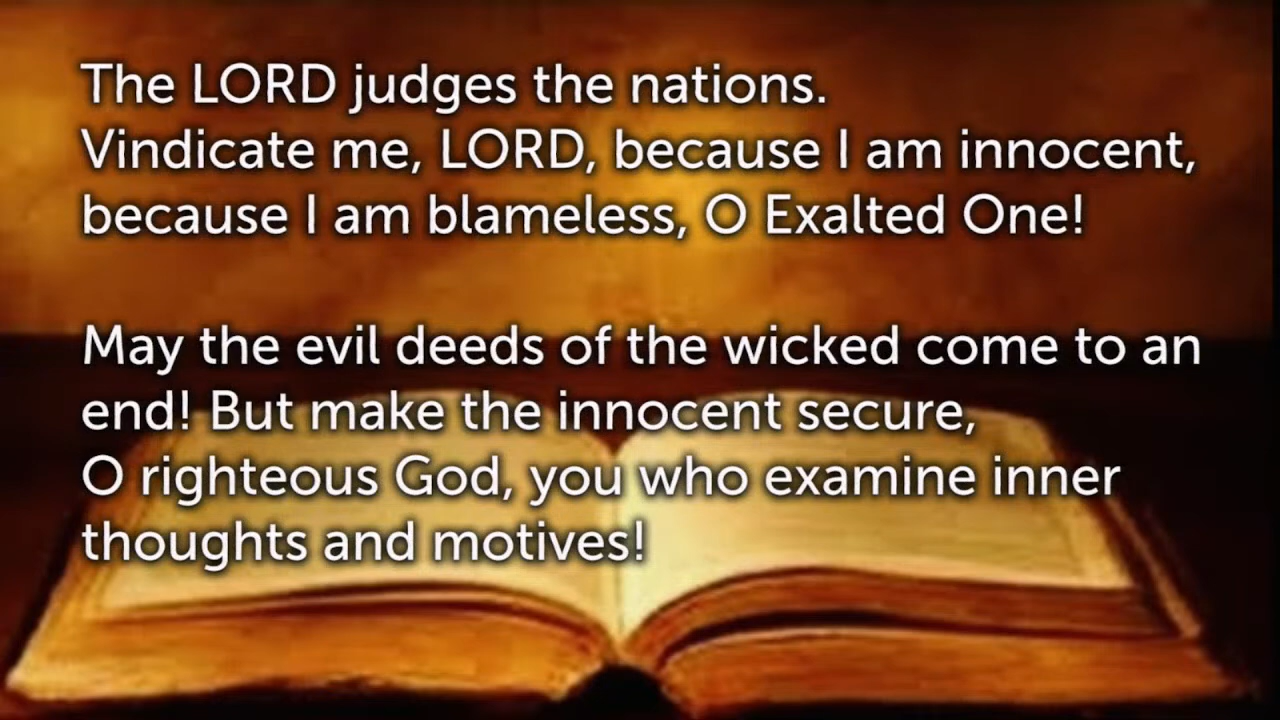 The LORD judges the nations.
Vindicate me, LORD, because I am innocent,
because I am blameless, O Exalted One!
May the evil deeds of the wicked come to an
end! But make the innocent secure,
O righteous God, you who examine inner
thoughts and motives!